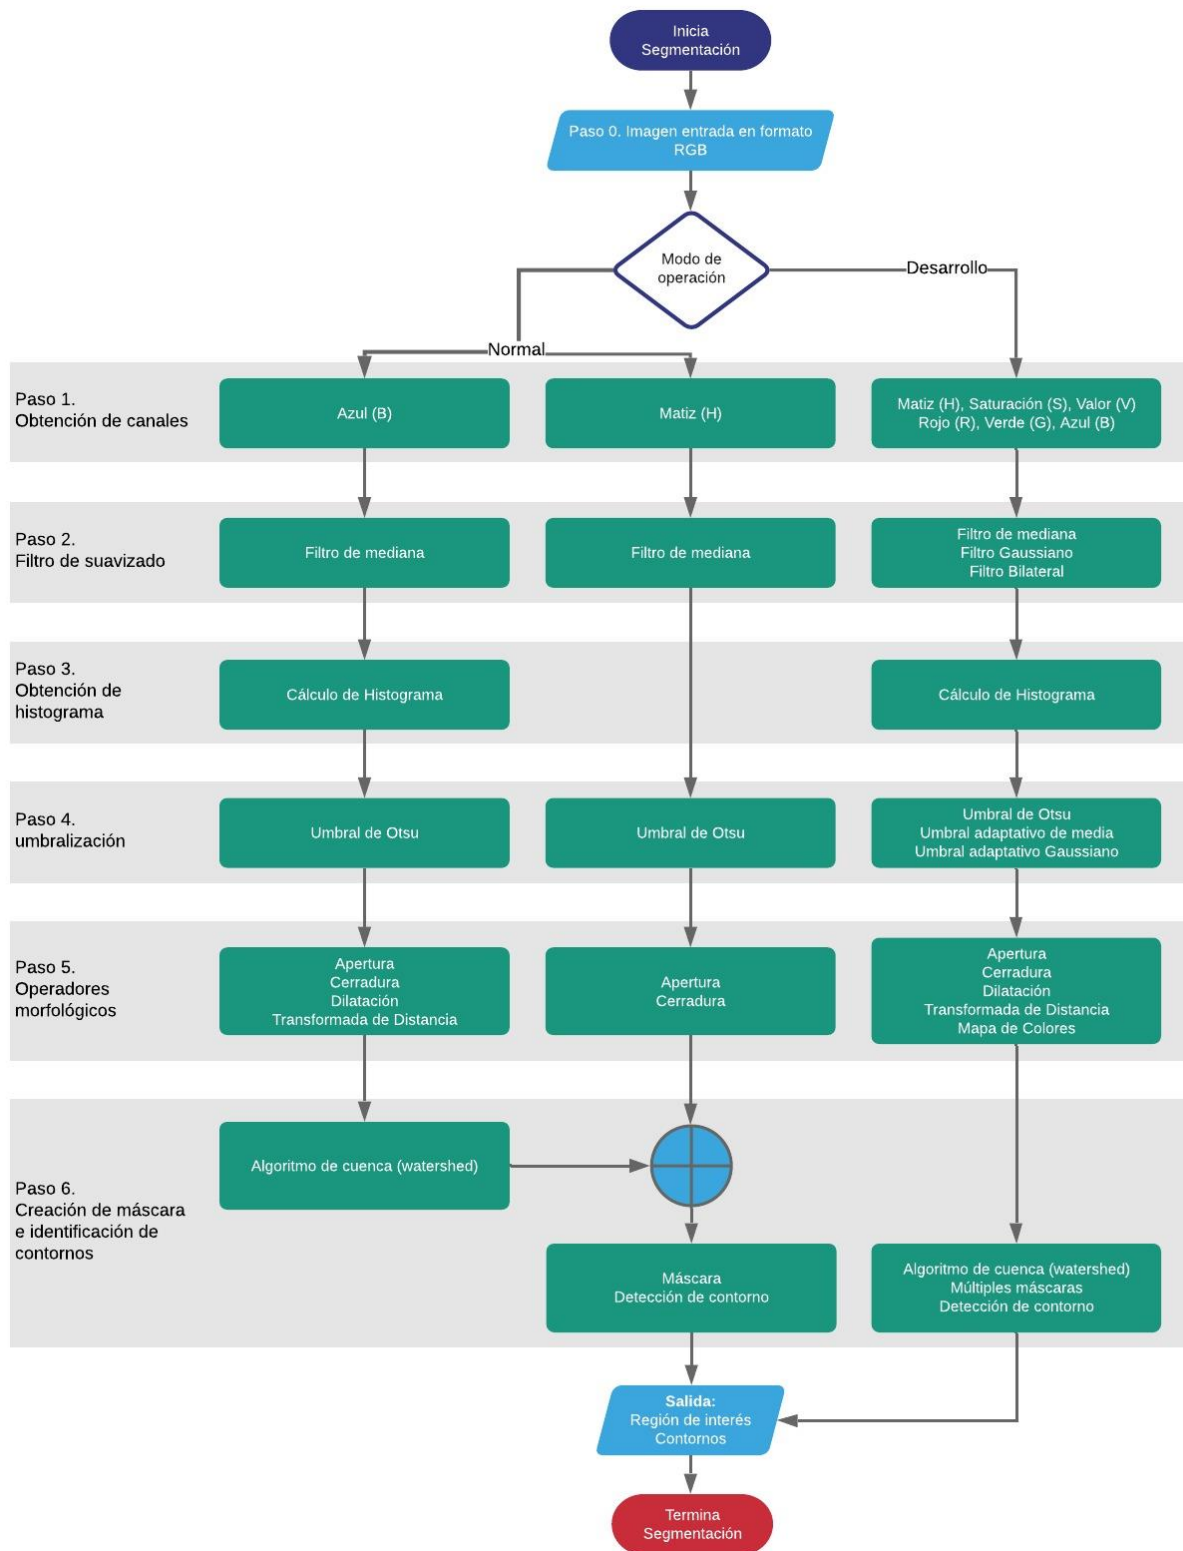 Inicia
Segmentación
Paso 0. Imagen entrada en formato
RGB
Modo de
operación
Desarrollo
Normal
Paso 1.
Obtención de canales
Azul (B)
Matiz (H)
Matiz (H), Saturación (S), Valor (V)
Rojo (R), Verde (G), Azul (B)
Paso 2.
Filtro de suavizado
Filtro de mediana
Filtro de mediana
Filtro de mediana
Filtro Gaussiano
Filtro Bilateral
Paso 3.
Obtención de
histograma
Cálculo de Histograma
Cálculo de Histograma
Paso 4.
umbralización
Umbral de Otsu
Umbral de Otsu
Umbral de Otsu
Umbral adaptativo de media
Umbral adaptativo Gaussiano
Paso 5.
Operadores
morfológicos
Apertura
Cerradura
Dilatación
Transformada de Distancia
Apertura
Cerradura
Apertura
Cerradura
Dilatación
Transformada de Distancia
Mapa de Colores
Paso 6.
Creación de máscara
e identificación de
contornos
Algoritmo de cuenca (watershed)
Máscara
Detección de contorno
Algoritmo de cuenca (watershed)
Múltiples máscaras
Detección de contorno
Salida:
Región de interés
Contornos
Termina
Segmentación